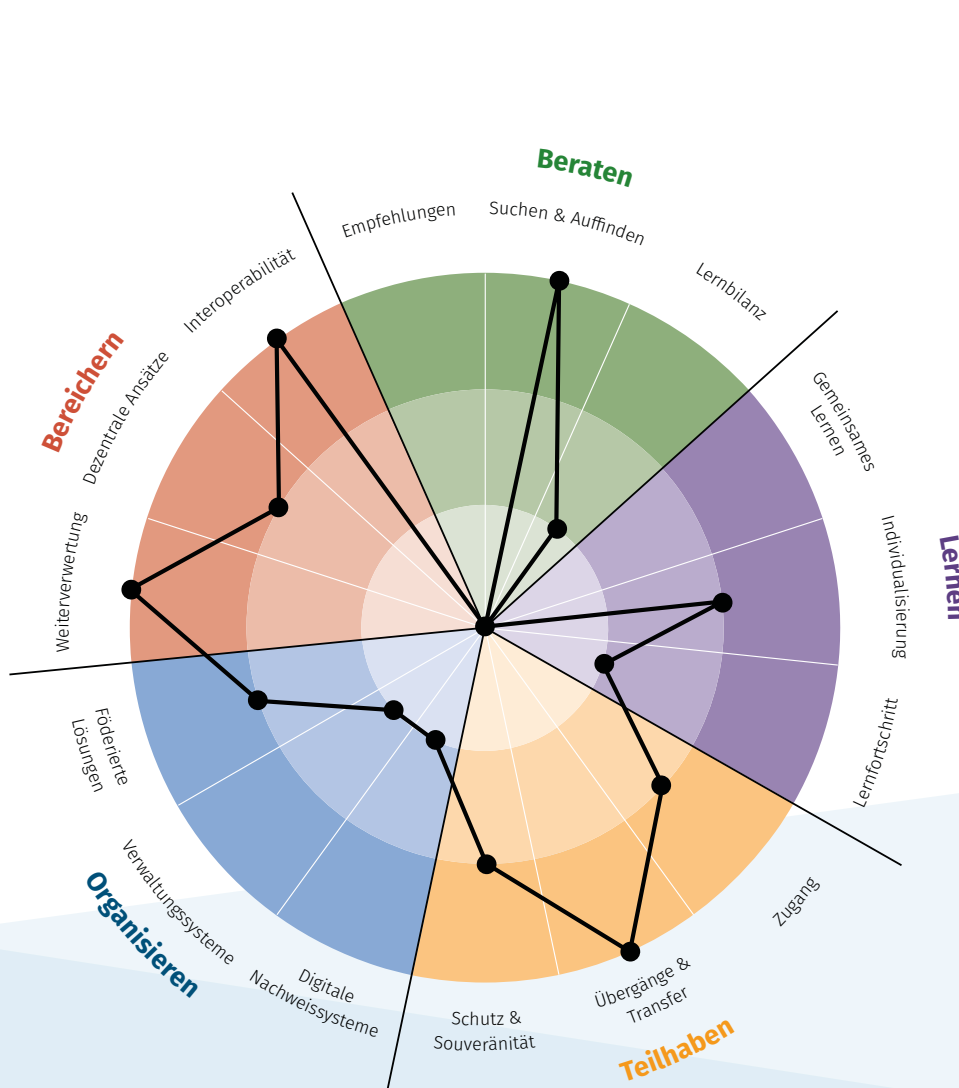 Beraten
Empfehlungen
Suchen & Auffinden
Lernbilanz
Lernen
Gemeinsames
Lernen
Individualisierung
Lernfortschritt
Teilhaben
Zugang
Übergänge &
Transfer
Schutz &
Souveränität
Organisieren
Digitale
Nachweissysteme
Verwaltungssysteme
Föderierte
Lösungen
Bereichern
Weiterverwertung
Dezentrale Ansätze
Interoperabilität